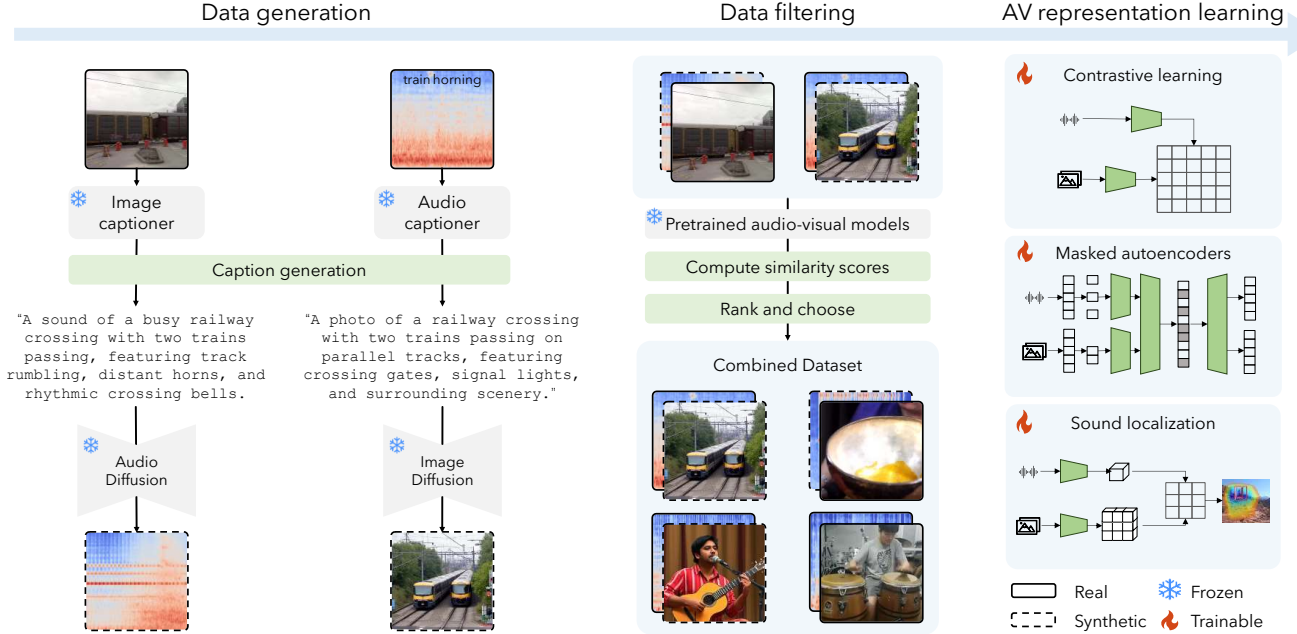 Data generation
Data filtering
AV representation learning
train horning
Image
captioner
Audio
captioner
Caption generation
"A sound of a busy railway
crossing with two trains
passing, featuring track
rumbling, distant horns, and
rhythmic crossing bells.
"A photo of a railway crossing
with two trains passing on
parallel tracks, featuring
crossing gates, signal lights,
and surrounding scenery."
Audio
Diffusion
Image
Diffusion
Pretrained audio-visual models
Compute similarity scores
Rank and choose
Combined Dataset
Contrastive learning
Masked autoencoders
Sound localization
Real
Frozen
Synthetic
Trainable